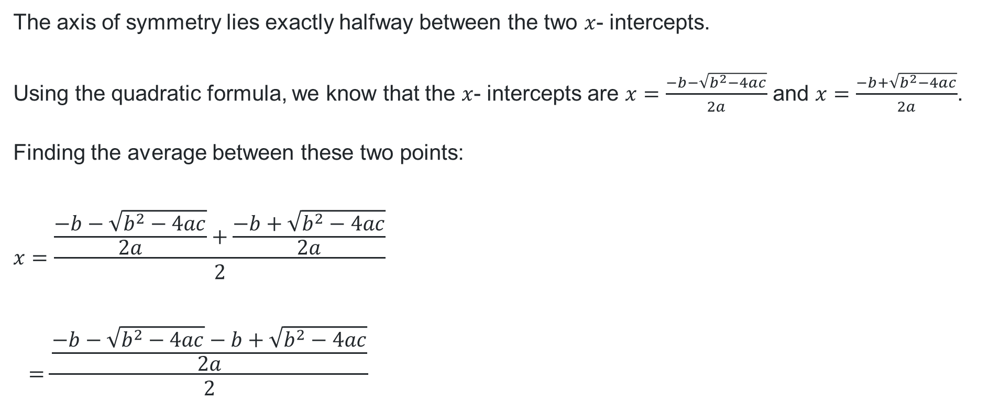 The axis of symmetry lies exactly halfway between the two x- intercepts.
Using the quadratic formula, we know that the x- intercepts are x = \frac{-b-\sqrt{b^2-4ac}}{2a} and x = \frac{-b+\sqrt{b^2-4ac}}{2a}.
Finding the average between these two points:
x = \frac{\frac{-b-\sqrt{b^2-4ac}}{2a}+\frac{-b+\sqrt{b^2-4ac}}{2a}}{2}
= \frac{\frac{-b-\sqrt{b^2-4ac}-b+\sqrt{b^2-4ac}}{2a}}{2}